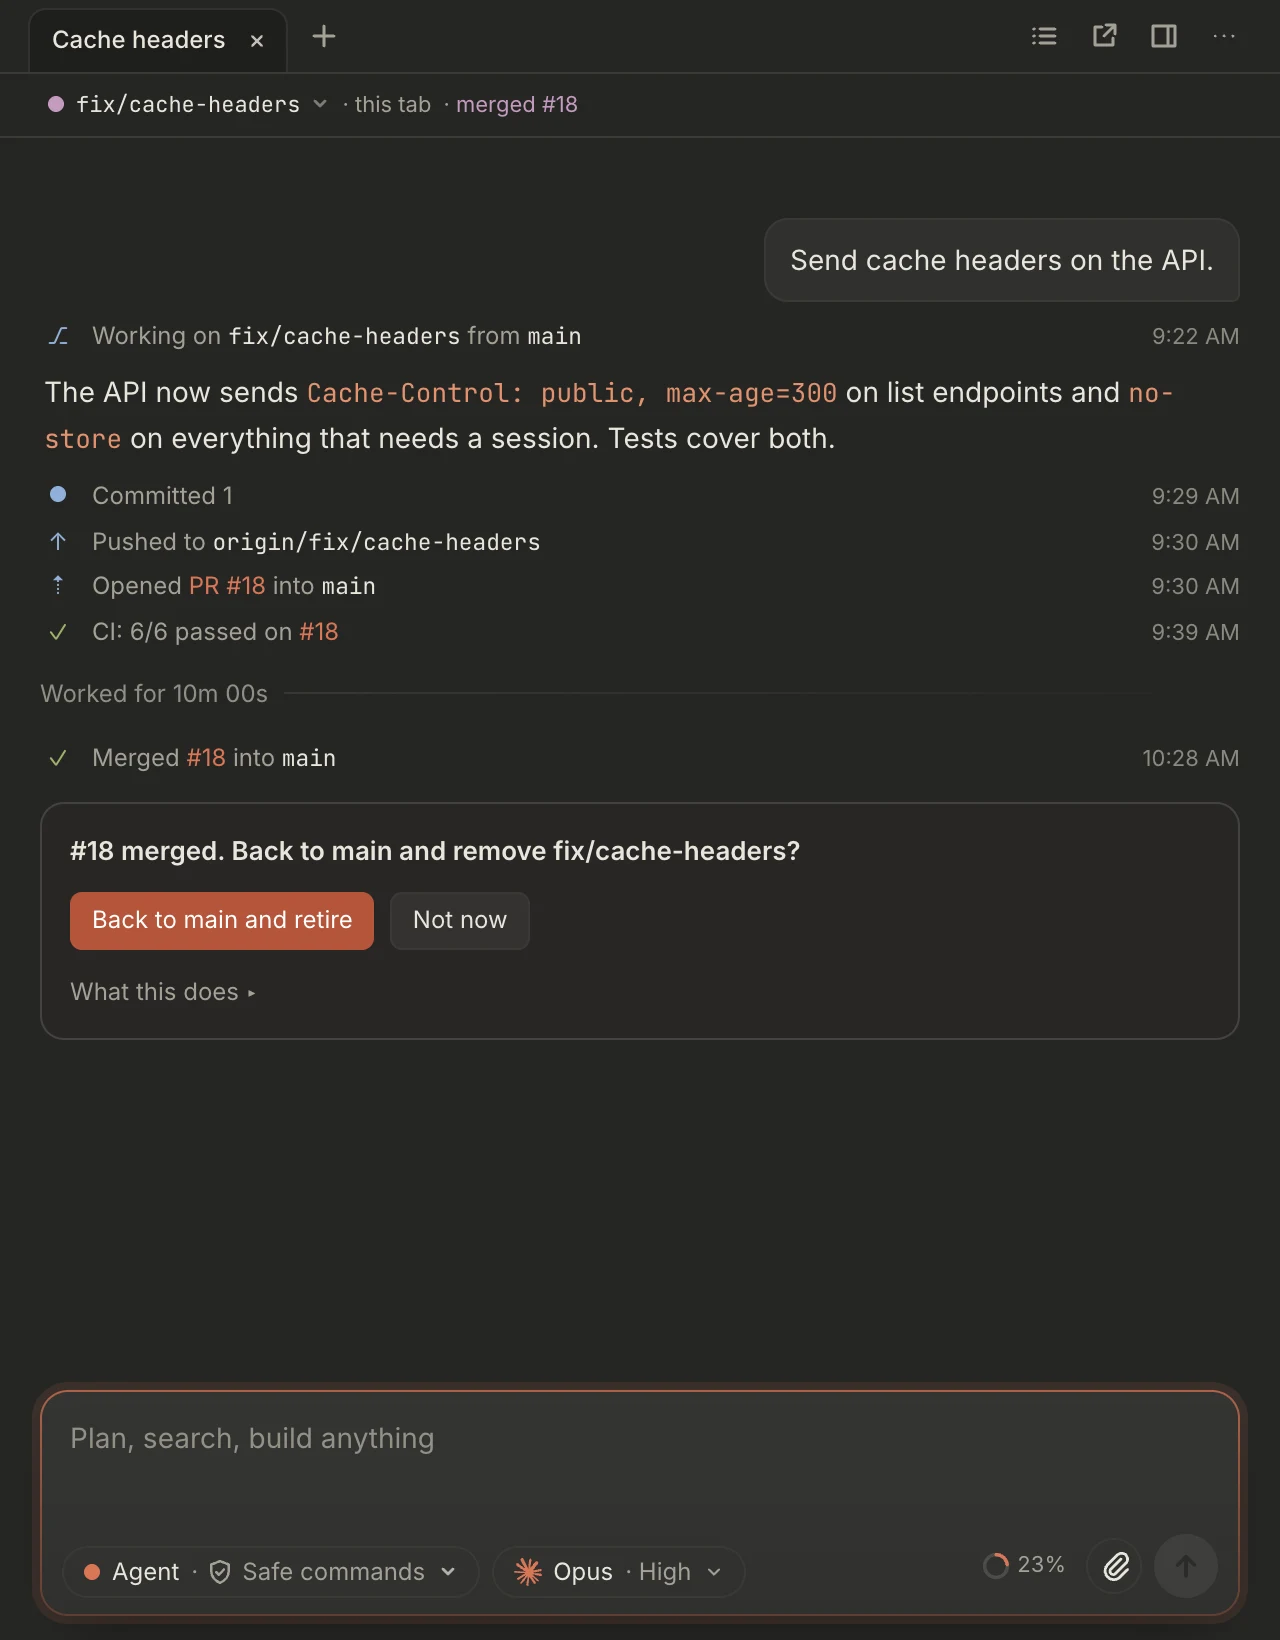 Cache headers
fix/cache-headers · this tab · merged #18
Send cache headers on the API.
Working on fix/cache-headers from main 9:22 AM
The API now sends Cache-Control: public, max-age=300 on list endpoints and no-
store on everything that needs a session. Tests cover both.
Committed 1 9:29 AM
Pushed to origin/fix/cache-headers 9:30 AM
Opened PR #18 into main 9:30 AM
CI: 6/6 passed on #18 9:39 AM
Worked for 10m 00s
Merged #18 into main 10:28 AM
#18 merged. Back to main and remove fix/cache-headers?
Back to main and retire Not now
What this does
Plan, search, build anything
Agent · Safe commands Opus · High 23%